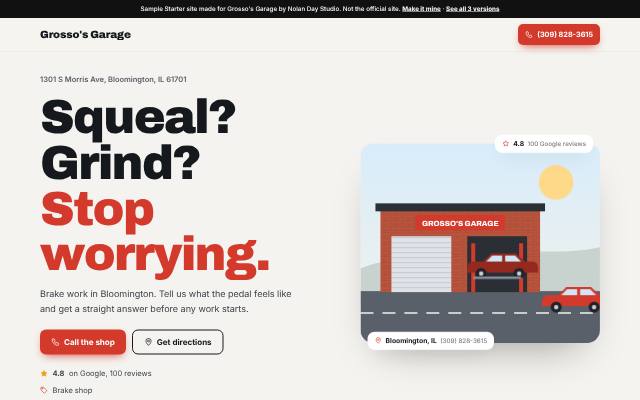 Sample Starter site made for Grosso's Garage by Nolan Day Studio. Not the official site. Make it mine · See all 3 versions
Grosso's Garage
(309) 828-3615
1301 S Morris Ave, Bloomington, IL 61701
Squeal?
Grind?
Stop
worrying.
Brake work in Bloomington. Tell us what the pedal feels like
and get a straight answer before any work starts.
Call the shop
Get directions
4.8 on Google, 100 reviews
Brake shop
4.8 100 Google reviews
GROSSO'S GARAGE
Bloomington, IL (309) 828-3615